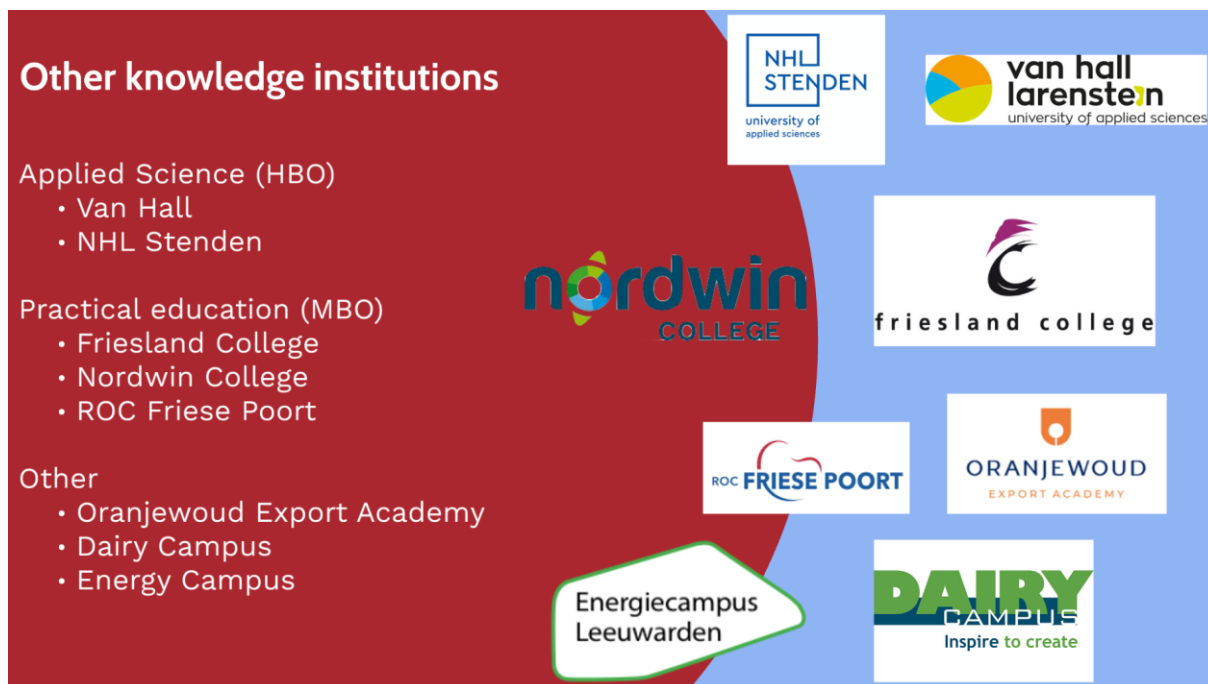 Other knowledge institutions
Applied Science (HBO)
• Van Hall
• NHL Stenden
Practical education (MBO)
• Friesland College
• Nordwin College
• ROC Friese Poort
Other
• Oranjewoud Export Academy
• Dairy Campus
• Energy Campus
NHL
STENDEN
university of
applied sciences
van hall
larenstein
university of applied sciences
nordwin
COLLEGE
friesland college
ROC FRIESE POORT
ORANJEWOUD
EXPORT ACADEMY
Energiecampus
Leeuwarden
DAIRY
CAMPUS
Inspire to create